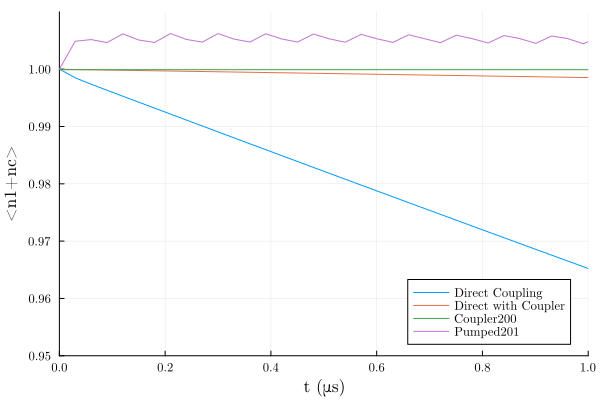 1.00
0.99
0.98
0.97
0.96
0.95
<n1+nc>
0.0 0.2 0.4 0.6 0.8 1.0
t (μs)
Direct Coupling
Direct with Coupler
Coupler200
Pumped201